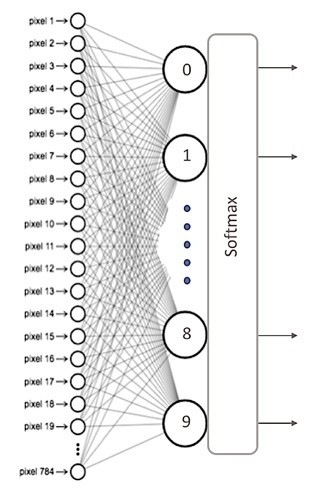 pixel 1
pixel 2
pixel 3
pixel 4
pixel 5
pixel 6
pixel 7
pixel 8
pixel 9
pixel 10
pixel 11
pixel 12
pixel 13
pixel 14
pixel 15
pixel 16
pixel 17
pixel 18
pixel 19
pixel 784
0
1
8
9
Softmax